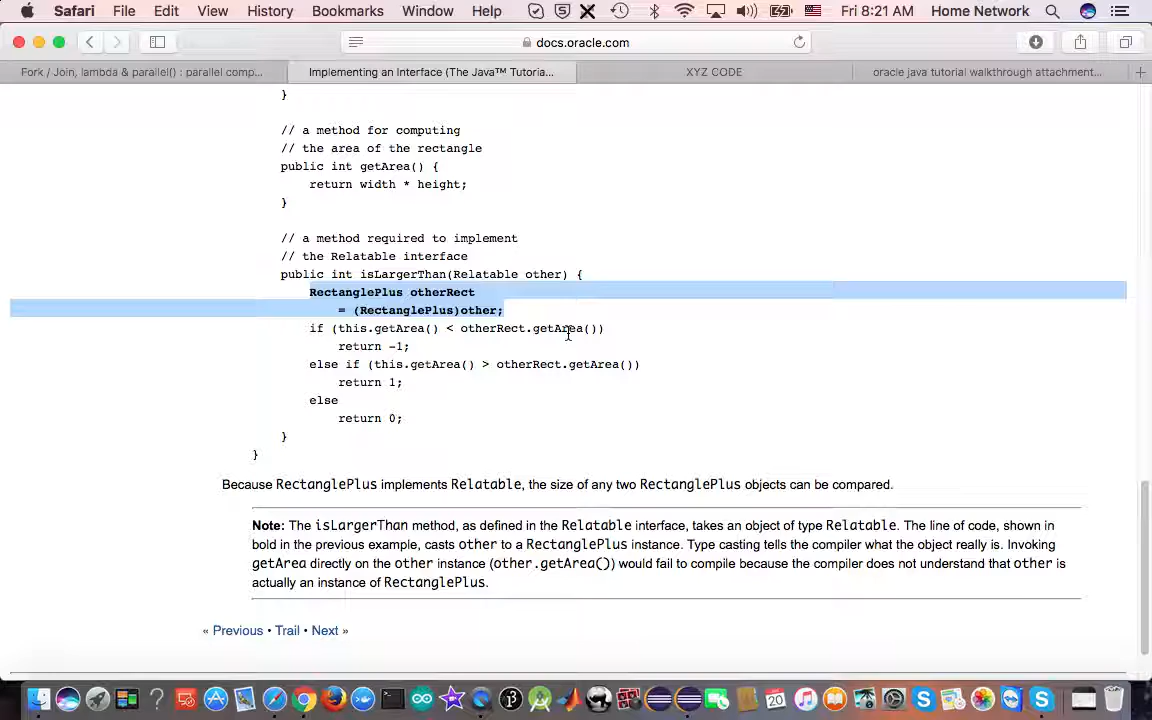 Safari File Edit View History Bookmarks Window Help Fri 8:21 AM Home Network
docs.oracle.com
Fork / Join, lambda & parallel() : parallel comp... Implementing an Interface (The Java™ Tutoria... XYZ CODE oracle java tutorial walkthrough attachment...
}
// a method for computing
// the area of the rectangle
public int getArea() {
return width * height;
}
// a method required to implement
// the Relatable interface
public int isLargerThan(Relatable other) {
RectanglePlus otherRect
= (RectanglePlus)other;
if (this.getArea() < otherRect.getArea())
return -1;
else if (this.getArea() > otherRect.getArea())
return 1;
else
return 0;
}
}
Because RectanglePlus implements Relatable, the size of any two RectanglePlus objects can be compared.
Note: The isLargerThan method, as defined in the Relatable interface, takes an object of type Relatable. The line of code, shown in
bold in the previous example, casts other to a RectanglePlus instance. Type casting tells the compiler what the object really is. Invoking
getArea directly on the other instance (other.getArea()) would fail to compile because the compiler does not understand that other is
actually an instance of RectanglePlus.
« Previous • Trail • Next »